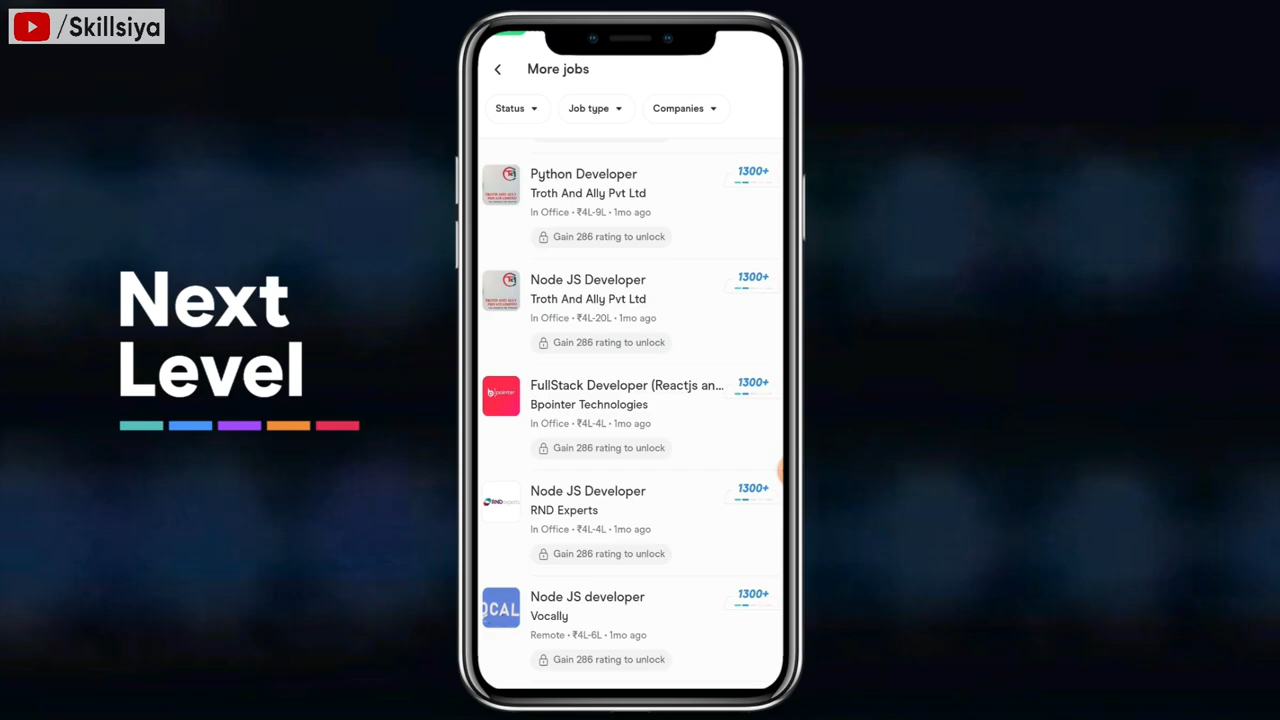 /Skillsiya
More jobs
Status
Job type
Companies
Python Developer
1300+
Troth And Ally Pvt Ltd
In Office • ₹4L-9L • 1mo ago
Gain 286 rating to unlock
Node JS Developer
1300+
Troth And Ally Pvt Ltd
In Office • ₹4L-20L • 1mo ago
Gain 286 rating to unlock
Next
Level
FullStack Developer (Reactjs an...
1300+
Bpointer Technologies
In Office • ₹4L-4L • 1mo ago
Gain 286 rating to unlock
Node JS Developer
1300+
RND Experts
In Office • ₹4L-4L • 1mo ago
Gain 286 rating to unlock
Node JS developer
1300+
Vocally
Remote • ₹4L-6L • 1mo ago
Gain 286 rating to unlock